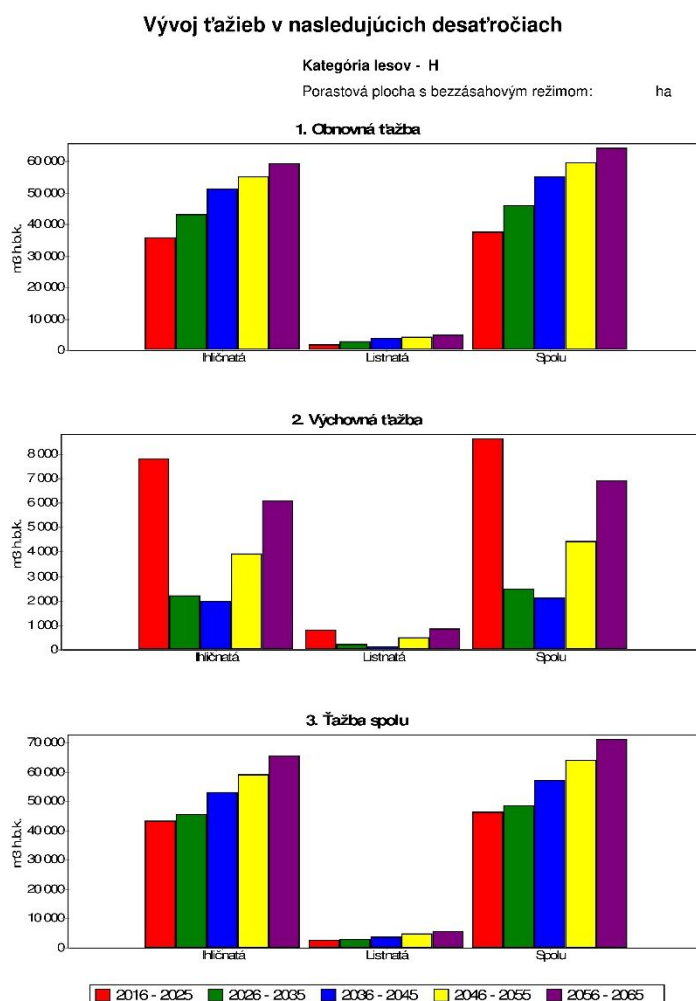 Vývoj ťažieb v nasledujúcich desaťročiach
Kategória lesov - H
Porastová plocha s bezzásahovým režimom: ha
1. Obnovná ťažba
m3 h.b.k.
60 000
50 000
40 000
30 000
20 000
10 000
0
Ihličnatá Listnatá Spolu
2. Výchovná ťažba
m3 h.b.k.
8 000
7 000
6 000
5 000
4 000
3 000
2 000
1 000
0
Ihličnatá Listnatá Spolu
3. Ťažba spolu
m3 h.b.k.
70 000
60 000
50 000
40 000
30 000
20 000
10 000
0
Ihličnatá Listnatá Spolu
2016 - 2025 2026 - 2035 2036 - 2045 2046 - 2055 2056 - 2065